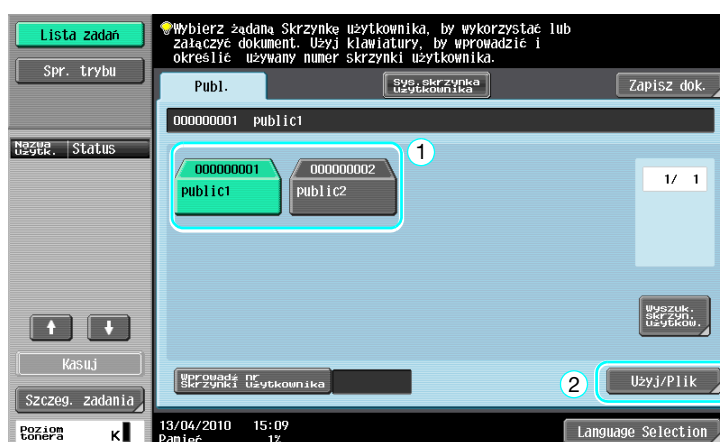 Lista zadań
Spr. trybu
Nazwa użytk.
Status
Kasuj
Szczeg. zadania
Poziom tonera
K
Wybierz żądaną Skrzynkę użytkownika, by wykorzystać lub
załączyć dokument. Użyj klawiatury, by wprowadzić i
określić używany numer skrzynki użytkownika.
Publ.
Sys.skrzynka
użytkownika
Zapisz dok.
000000001 public1
1
000000001
public1
000000002
public2
1/ 1
Wyszuk.
skrzyn.
użytkow.
Wprowadź nr
Skrzynki Użytkownika
2
Użyj/Plik
13/04/2010 15:09
Pamięć 1%
Language Selection